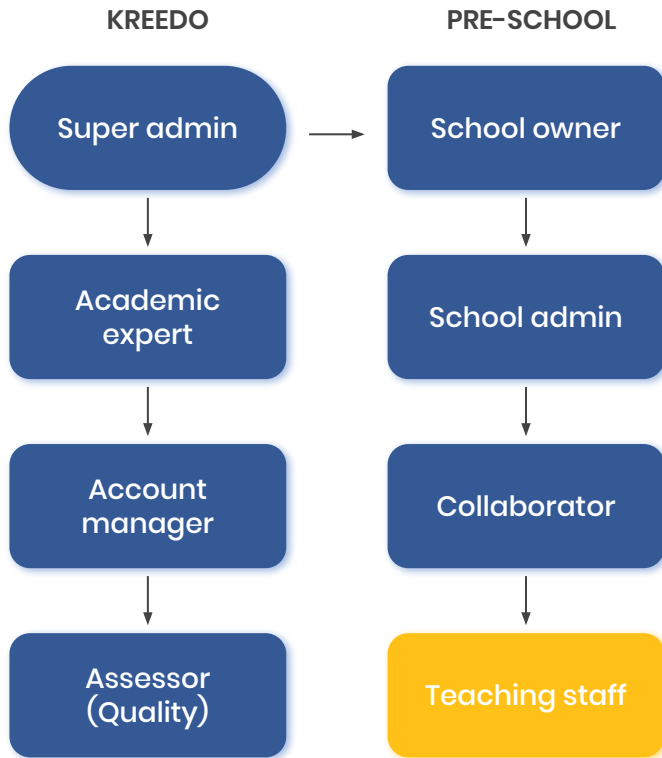 KREEDO
PRE-SCHOOL
Super admin
School owner
Academic
expert
School admin
Account
manager
Collaborator
Assessor
(Quality)
Teaching staff